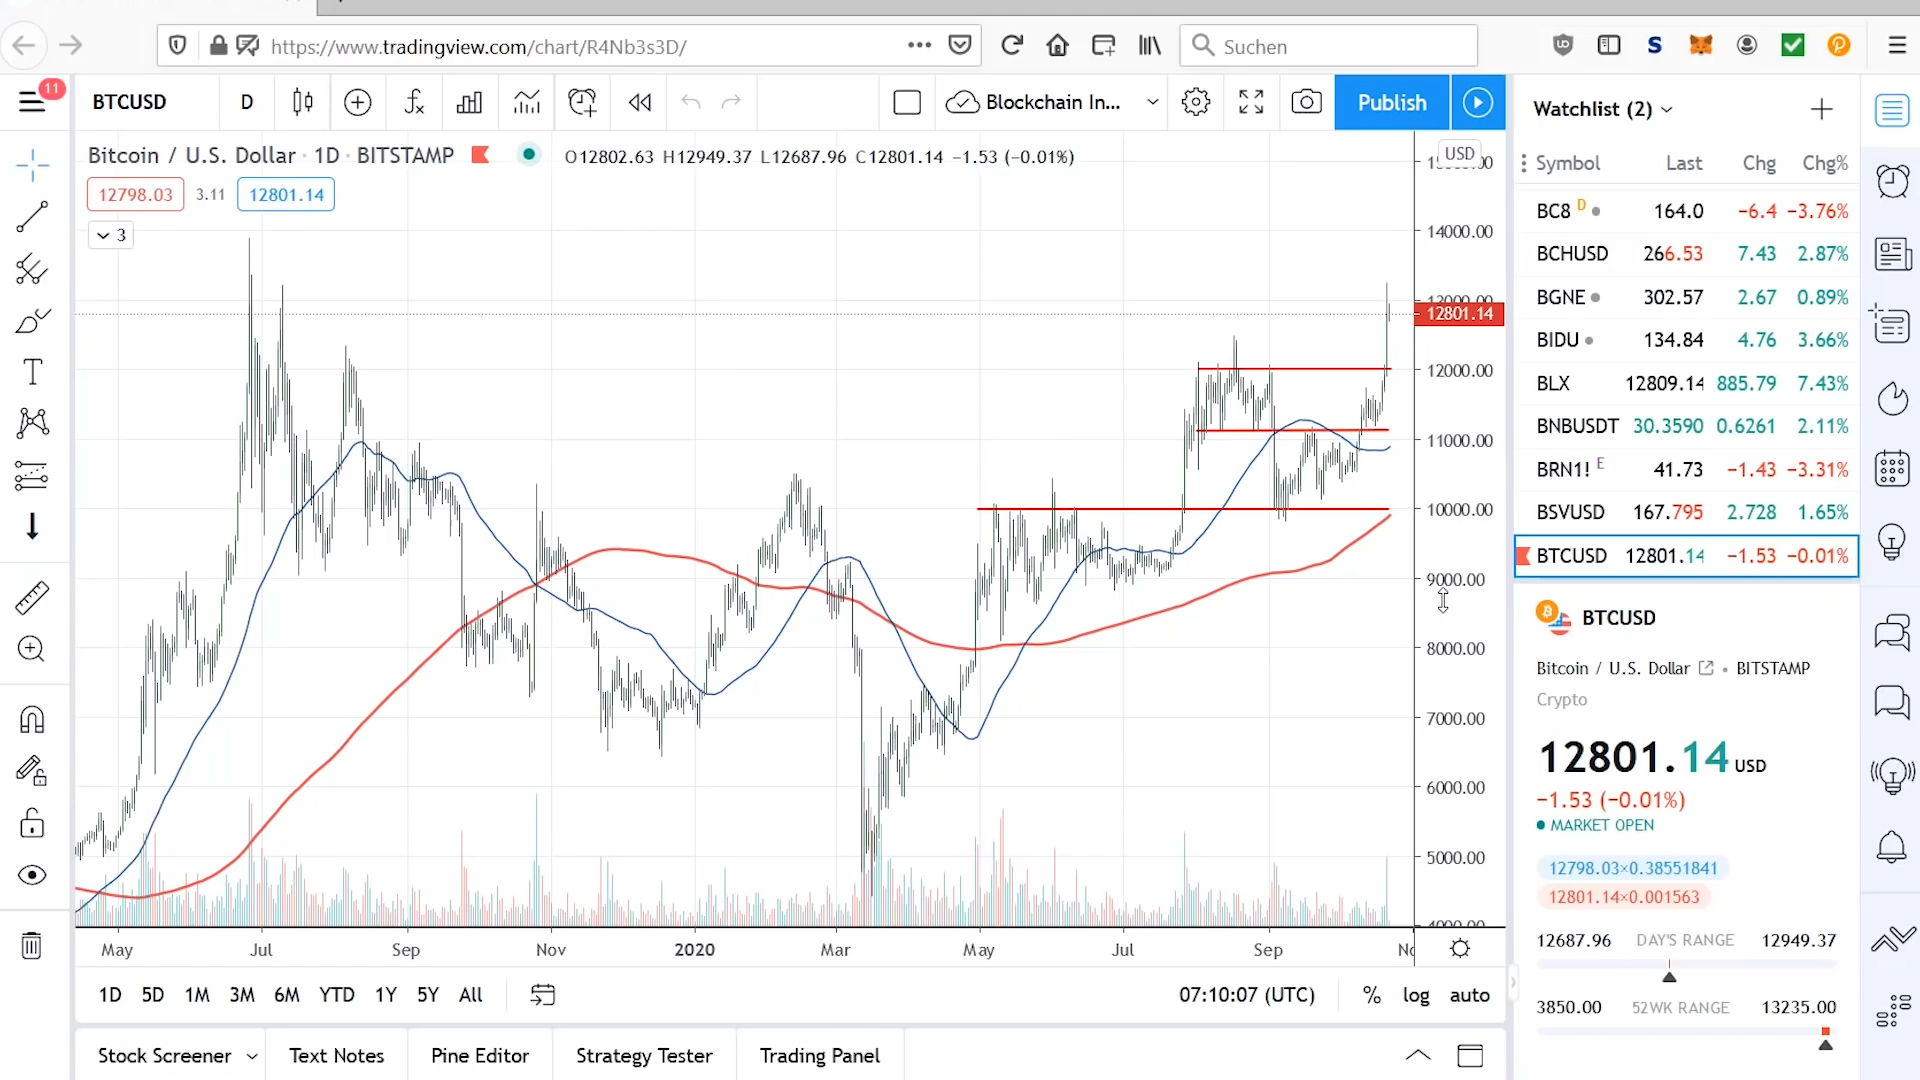 https://www.tradingview.com/chart/R4Nb3s3D/
Suchen
11
BTCUSD
D
Blockchain In...
Publish
Bitcoin / U.S. Dollar · 1D · BITSTAMP
O12802.63 H12949.37 L12687.96 C12801.14 −1.53 (−0.01%)
12798.03
3.11
12801.14
3
USD
14000.00
12801.14
12000.00
11000.00
10000.00
9000.00
8000.00
7000.00
6000.00
5000.00
May
Jul
Sep
Nov
2020
Mar
May
Jul
Sep
1D
5D
1M
3M
6M
YTD
1Y
5Y
All
07:10:07 (UTC)
%
log
auto
Stock Screener
Text Notes
Pine Editor
Strategy Tester
Trading Panel
Watchlist (2)
Symbol Last Chg Chg%
BC8 D 164.0 −6.4 −3.76%
BCHUSD 266.53 7.43 2.87%
BGNE 302.57 2.67 0.89%
BIDU 134.84 4.76 3.66%
BLX 12809.14 885.79 7.43%
BNBUSDT 30.3590 0.6261 2.11%
BRN1! E 41.73 −1.43 −3.31%
BSVUSD 167.795 2.728 1.65%
BTCUSD 12801.14 −1.53 −0.01%
BTCUSD
Bitcoin / U.S. Dollar • BITSTAMP
Crypto
12801.14 USD
−1.53 (−0.01%)
MARKET OPEN
12798.03×0.38551841
12801.14×0.001563
12687.96 DAY'S RANGE 12949.37
3850.00 52WK RANGE 13235.00